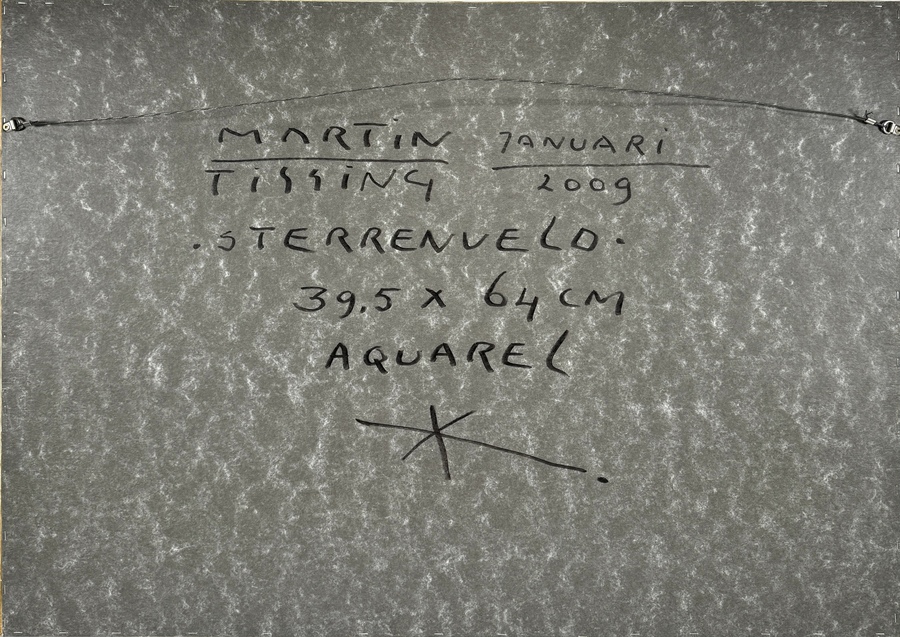 MARTiN JANUARi
TiSSiNG 2009
.STERRENVELD.
39,5 x 64 CM
AQUAREL